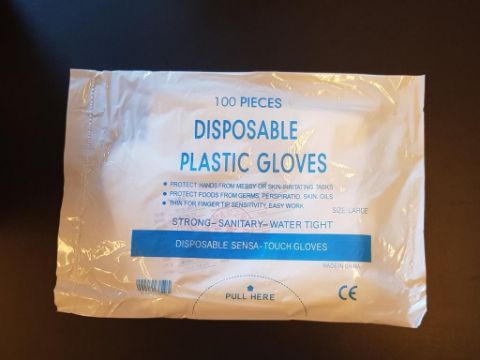 100 PIECES
DISPOSABLE
PLASTIC GLOVES
● PROTECT HANDS FROM MESSY OR SKIN-IRRITATING TASKS
● PROTECT FOODS FROM GERMS, PERSPIRATIO, SKIN, OILS
● THIN FOR FINGER TIP SENSITIVITY, EASY WORK
SIZE: LARGE
STRONG-SANITARY-WATER TIGHT
DISPOSABLE SENSA-TOUCH GLOVES
MADE IN CHINA
PULL HERE
CE